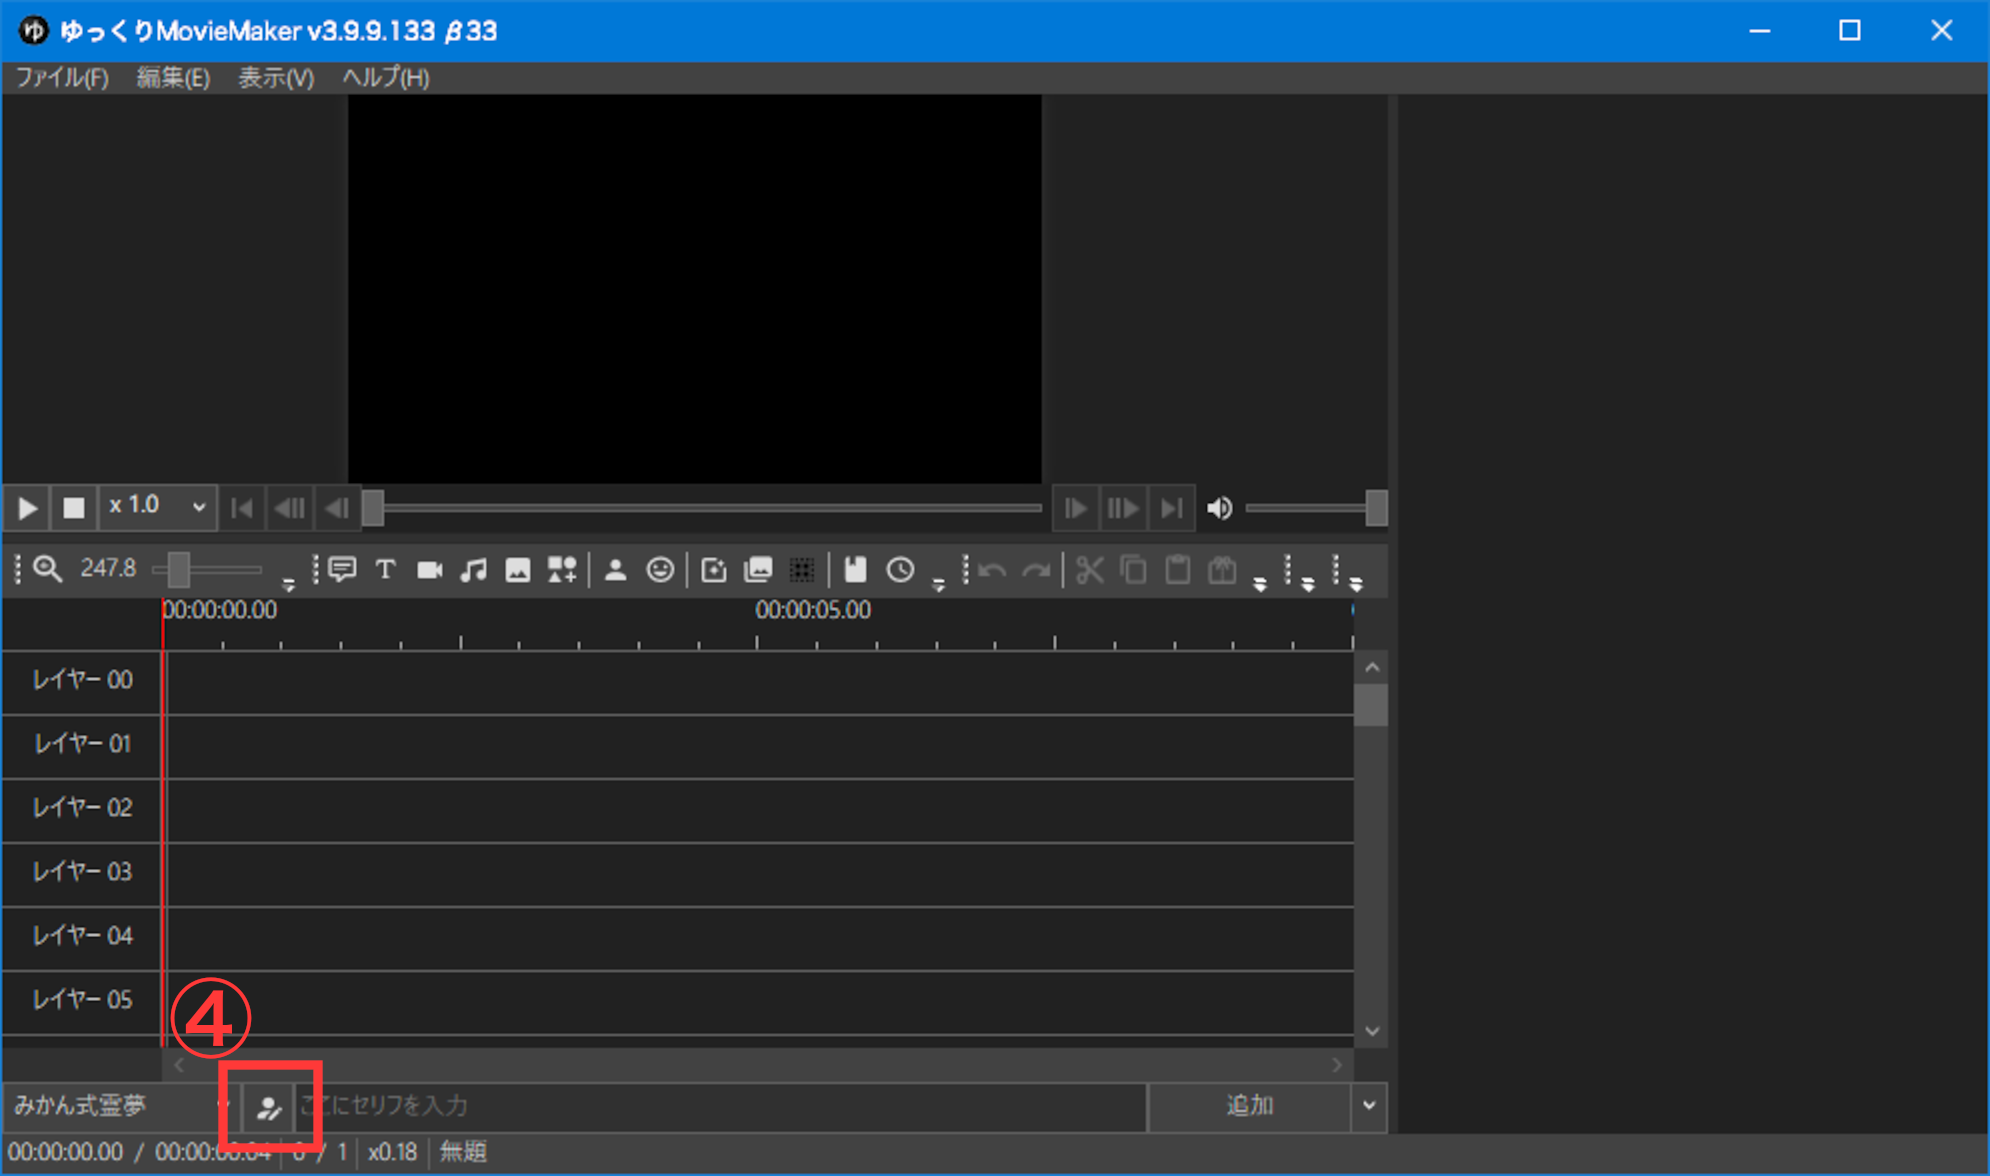 ゆ ゆっくりMovieMaker v3.9.9.133 β33
ファイル(F) 編集(E) 表示(V) ヘルプ(H)
x 1.0
247.8
00:00:00.00 00:00:05.00
レイヤー 00
レイヤー 01
レイヤー 02
レイヤー 03
レイヤー 04
レイヤー 05
④
みかん式霊夢 ここにセリフを入力 追加
00:00:00.00 / 00:00:00.04 0 / 1 x0.18 無題